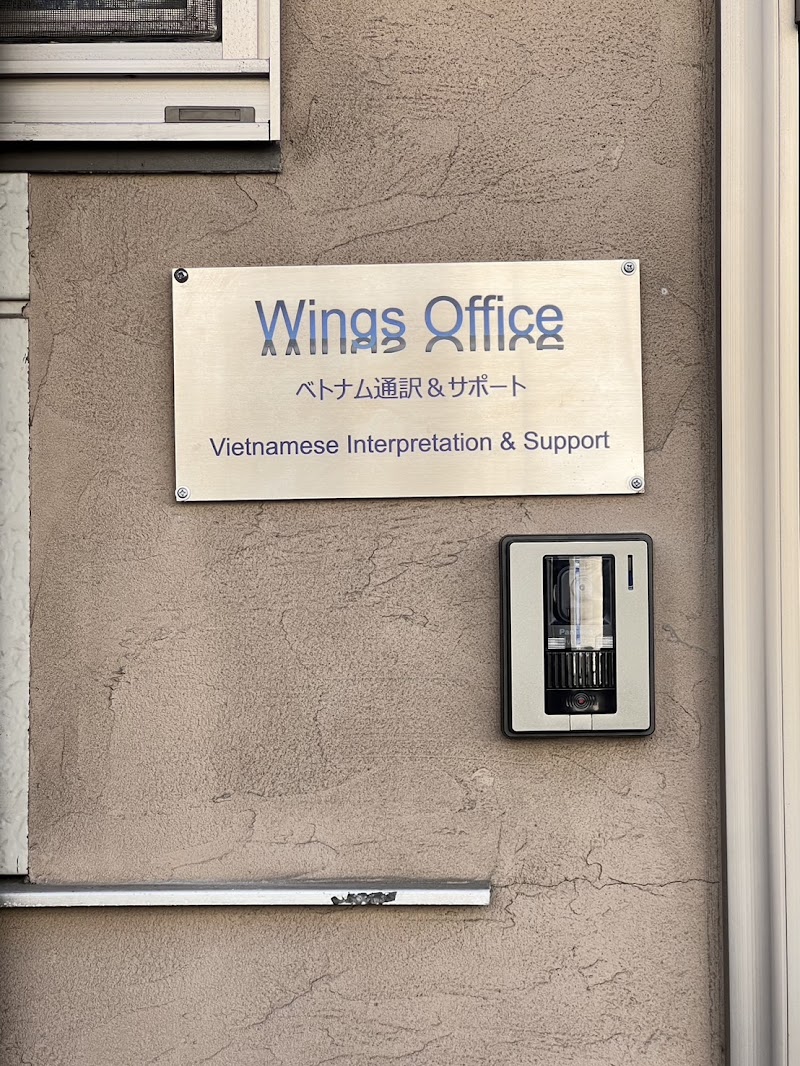 Wings Office
ベトナム通訳＆サポート
Vietnamese Interpretation & Support